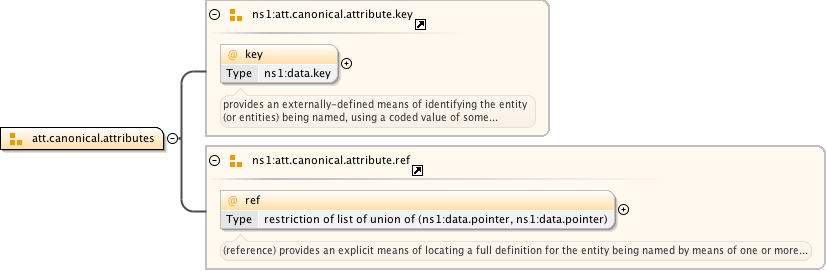 ns1:att.canonical.attribute.key
@ key
Type ns1:data.key
provides an externally-defined means of identifying the entity
(or entities) being named, using a coded value of some...
att.canonical.attributes
ns1:att.canonical.attribute.ref
@ ref
Type restriction of list of union of (ns1:data.pointer, ns1:data.pointer)
(reference) provides an explicit means of locating a full definition for the entity being named by means of one or more...